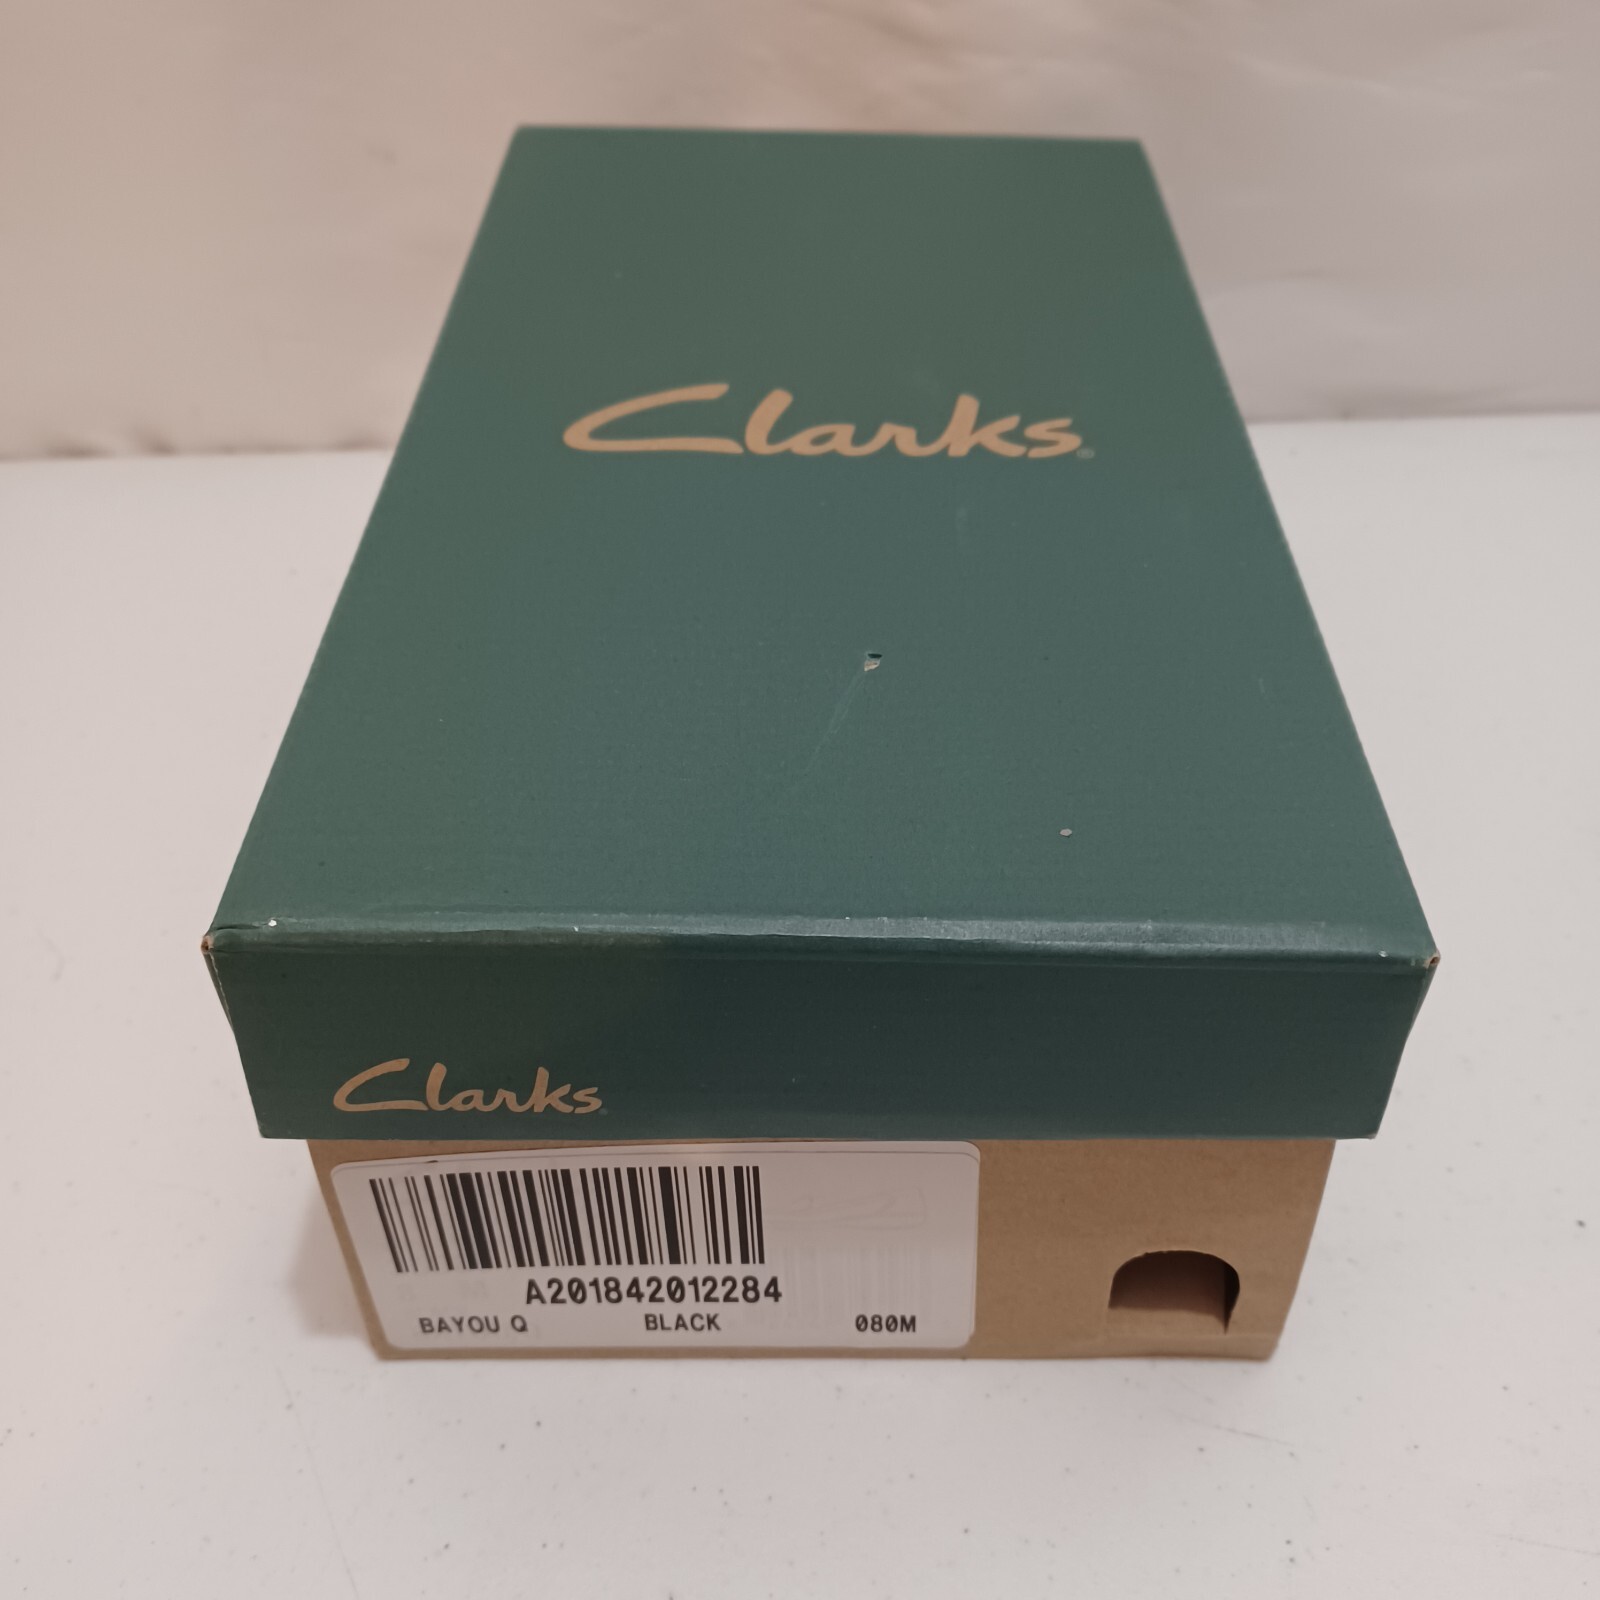 Clarks®
Clarks
A201842012284
BAYOU Q BLACK 080M